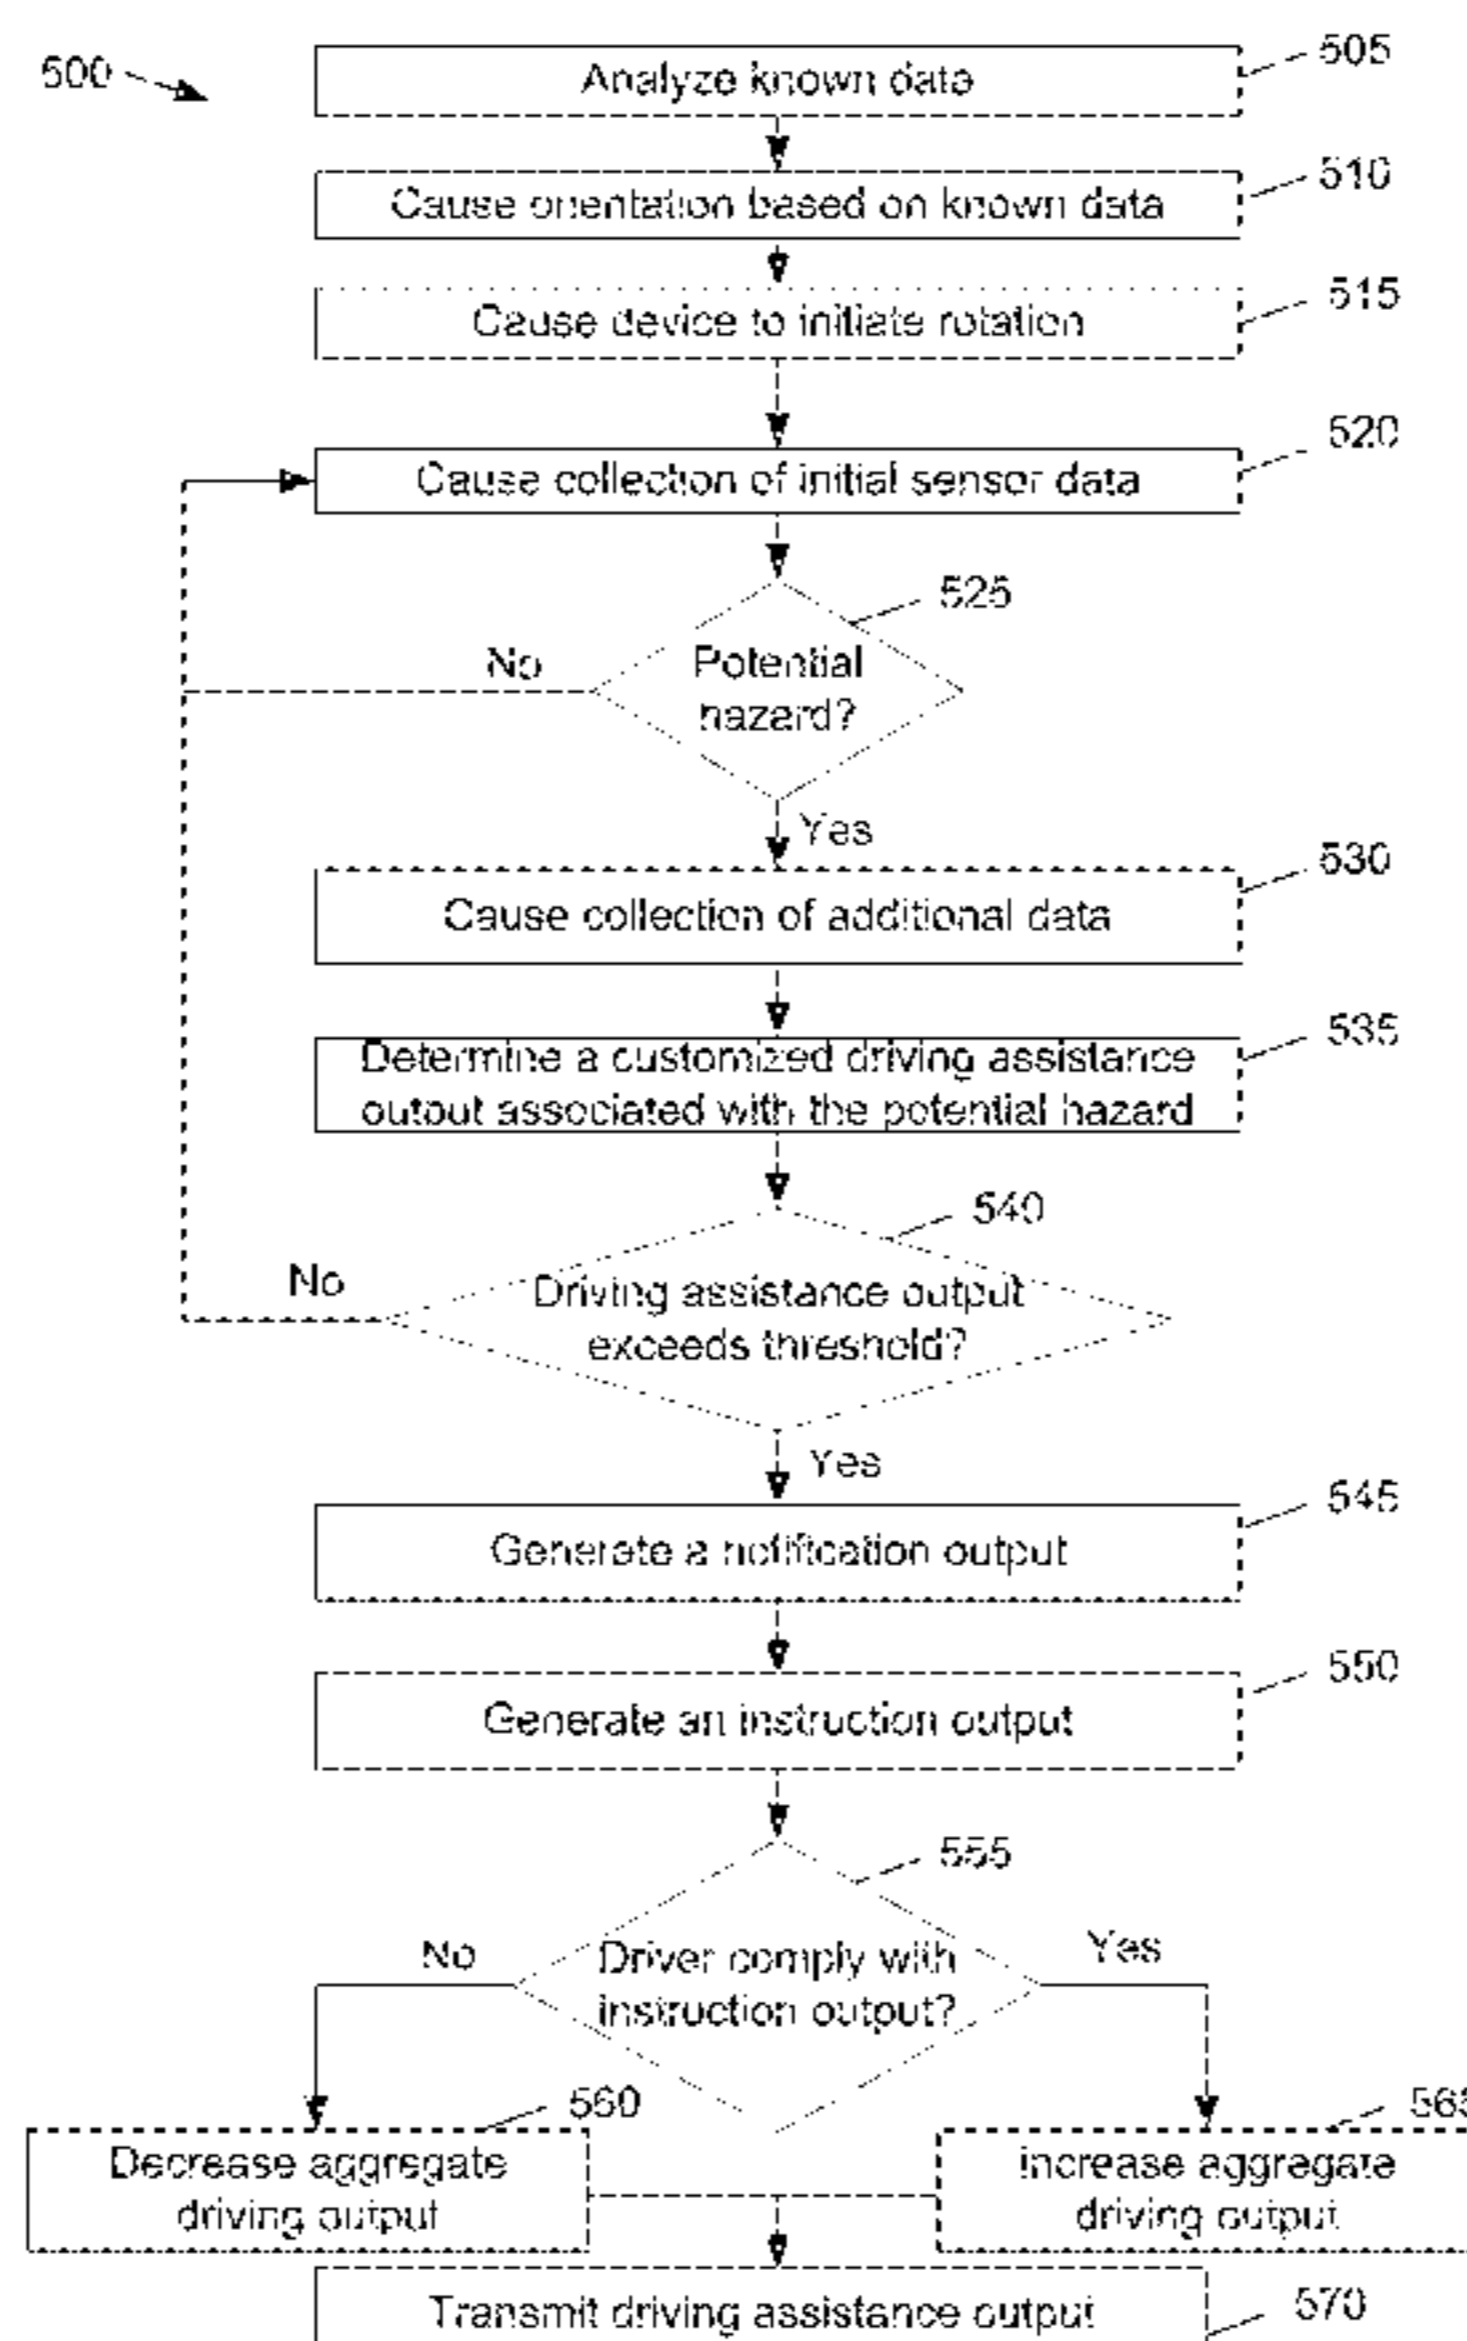 500
505
Analyze known data
510
Cause orientation based on known data
515
Cause device to initiate rotation
520
Cause collection of initial sensor data
525
No
Potential
hazard?
Yes
530
Cause collection of additional data
535
Determine a customized driving assistance
output associated with the potential hazard
540
No
Driving assistance output
exceeds threshold?
Yes
545
Generate a notification output
550
Generate an instruction output
555
No
Yes
Driver comply with
instruction output?
560
565
Decrease aggregate
driving output
Increase aggregate
driving output
Transmit driving assistance output
570